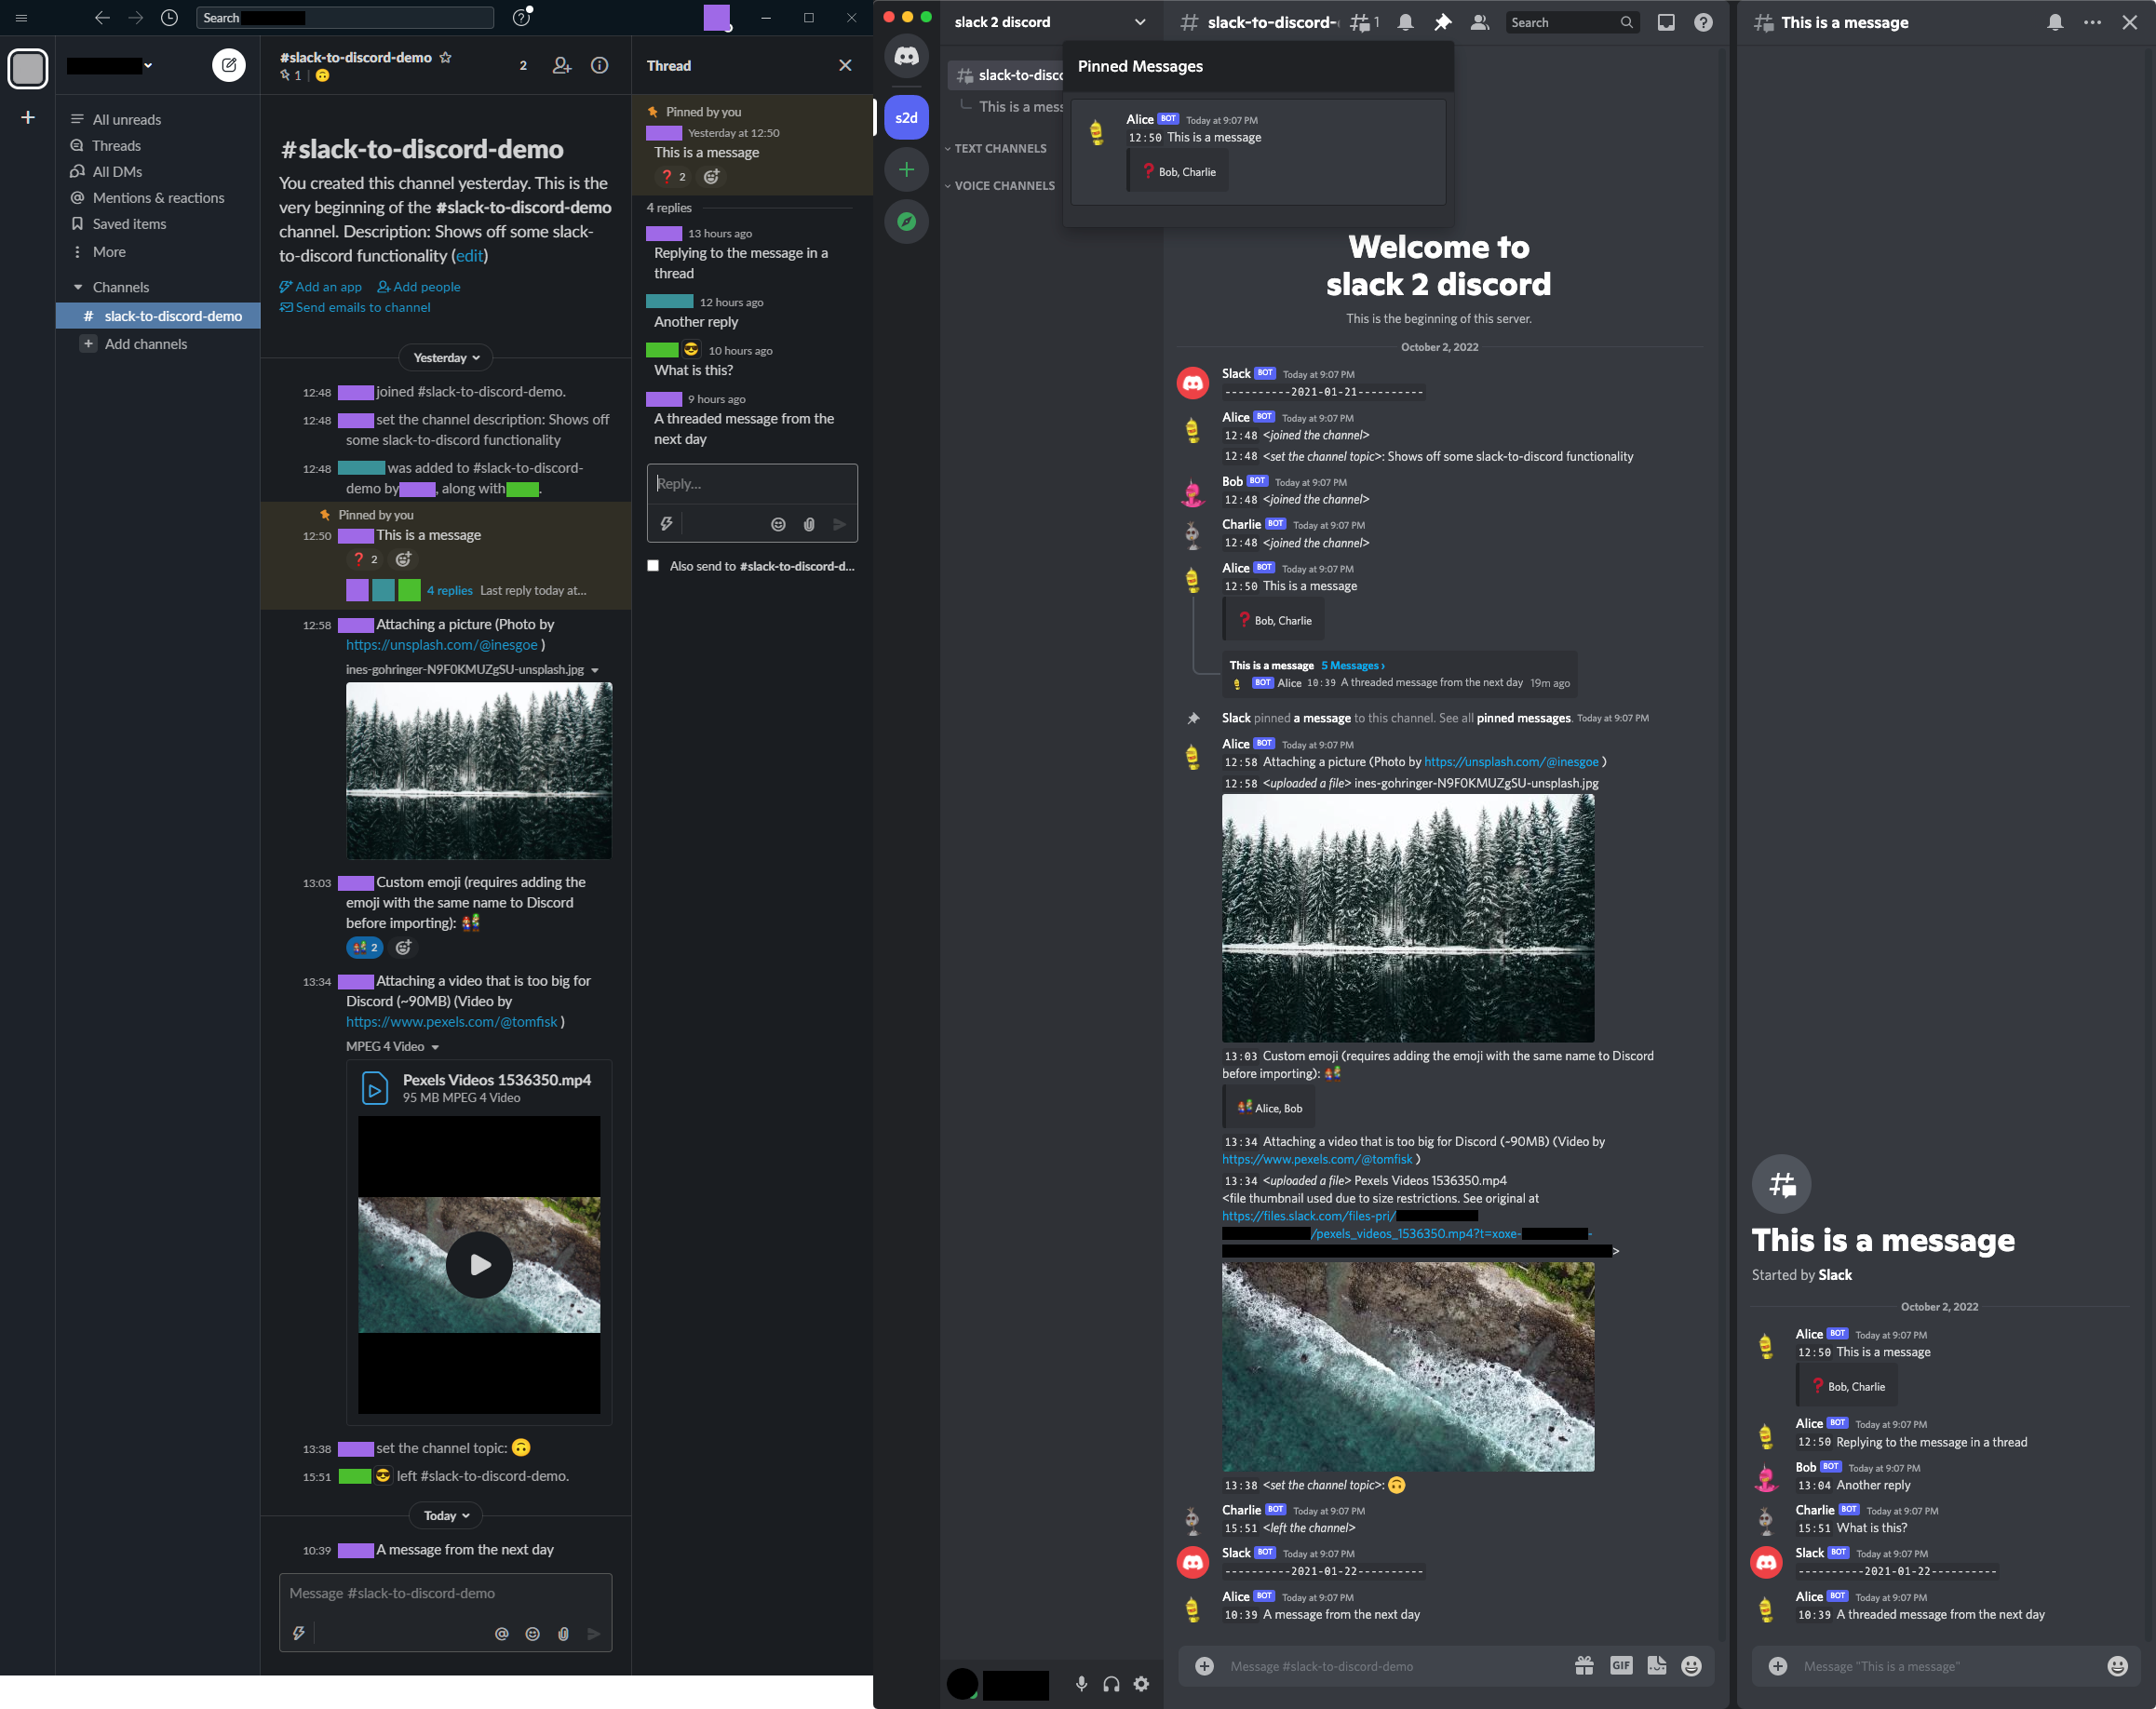 Search
All unreads
Threads
All DMs
Mentions & reactions
Saved items
More
Channels
# slack-to-discord-demo
+ Add channels
#slack-to-discord-demo
1
2
#slack-to-discord-demo
You created this channel yesterday. This is the
very beginning of the #slack-to-discord-demo
channel. Description: Shows off some slack-
to-discord functionality (edit)
Add an app Add people
Send emails to channel
Yesterday
12:48 joined #slack-to-discord-demo.
12:48 set the channel description: Shows off
some slack-to-discord functionality
12:48 was added to #slack-to-discord-
demo by , along with .
Pinned by you
12:50 This is a message
❓ 2
4 replies Last reply today at...
12:58 Attaching a picture (Photo by
https://unsplash.com/@inesgoe )
ines-gohringer-N9F0KMUZgSU-unsplash.jpg
13:03 Custom emoji (requires adding the
emoji with the same name to Discord
before importing):
2
13:34 Attaching a video that is too big for
Discord (~90MB) (Video by
https://www.pexels.com/@tomfisk )
MPEG 4 Video
Pexels Videos 1536350.mp4
95 MB MPEG 4 Video
13:38 set the channel topic: 🙃
15:51 😎 left #slack-to-discord-demo.
Today
10:39 A message from the next day
Message #slack-to-discord-demo
Thread
Pinned by you
Yesterday at 12:50
This is a message
❓ 2
4 replies
13 hours ago
Replying to the message in a
thread
12 hours ago
Another reply
😎 10 hours ago
What is this?
9 hours ago
A threaded message from the
next day
Reply...
Also send to #slack-to-discord-d...
s2d
slack 2 discord
slack-to-disco
This is a mess
TEXT CHANNELS
VOICE CHANNELS
slack-to-discord-
1
Search
Pinned Messages
Alice BOT Today at 9:07 PM
12:50 This is a message
❓ Bob, Charlie
Welcome to
slack 2 discord
This is the beginning of this server.
October 2, 2022
Slack BOT Today at 9:07 PM
----------2021-01-21----------
Alice BOT Today at 9:07 PM
12:48 <joined the channel>
12:48 <set the channel topic>: Shows off some slack-to-discord functionality
Bob BOT Today at 9:07 PM
12:48 <joined the channel>
Charlie BOT Today at 9:07 PM
12:48 <joined the channel>
Alice BOT Today at 9:07 PM
12:50 This is a message
❓ Bob, Charlie
This is a message 5 Messages ›
BOT Alice 10:39 A threaded message from the next day 19m ago
Slack pinned a message to this channel. See all pinned messages. Today at 9:07 PM
Alice BOT Today at 9:07 PM
12:58 Attaching a picture (Photo by https://unsplash.com/@inesgoe )
12:58 <uploaded a file> ines-gohringer-N9F0KMUZgSU-unsplash.jpg
13:03 Custom emoji (requires adding the emoji with the same name to Discord
before importing):
Alice, Bob
13:34 Attaching a video that is too big for Discord (~90MB) (Video by
https://www.pexels.com/@tomfisk )
13:34 <uploaded a file> Pexels Videos 1536350.mp4
<file thumbnail used due to size restrictions. See original at
https://files.slack.com/files-pri/
/pexels_videos_1536350.mp4?t=xoxe- -
>
13:38 <set the channel topic>: 🙃
Charlie BOT Today at 9:07 PM
15:51 <left the channel>
Slack BOT Today at 9:07 PM
----------2021-01-22----------
Alice BOT Today at 9:07 PM
10:39 A message from the next day
Message #slack-to-discord-demo
GIF
This is a message
This is a message
Started by Slack
October 2, 2022
Alice BOT Today at 9:07 PM
12:50 This is a message
❓ Bob, Charlie
Alice BOT Today at 9:07 PM
12:50 Replying to the message in a thread
Bob BOT Today at 9:07 PM
13:04 Another reply
Charlie BOT Today at 9:07 PM
15:51 What is this?
Slack BOT Today at 9:07 PM
----------2021-01-22----------
Alice BOT Today at 9:07 PM
10:39 A threaded message from the next day
Message "This is a message"